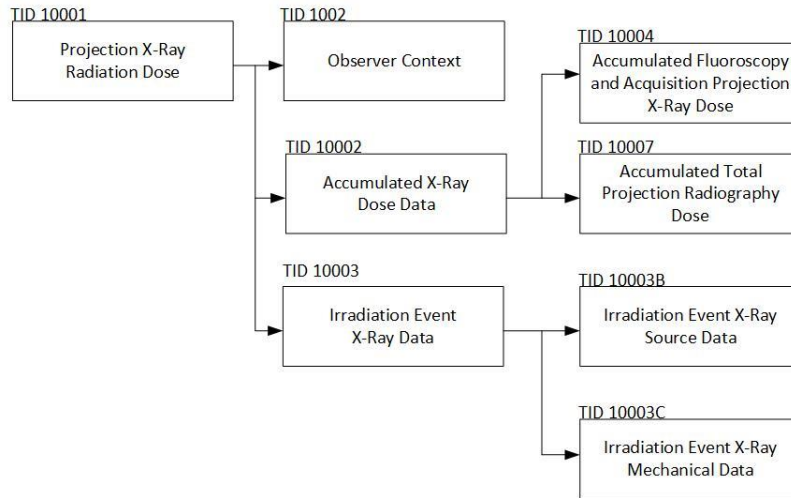 TID 10001
Projection X-Ray
Radiation Dose
TID 1002
Observer Context
TID 10004
Accumulated Fluoroscopy
and Acquisition Projection
X-Ray Dose
TID 10002
Accumulated X-Ray
Dose Data
TID 10007
Accumulated Total
Projection Radiography
Dose
TID 10003
Irradiation Event
X-Ray Data
TID 10003B
Irradiation Event X-Ray
Source Data
TID 10003C
Irradiation Event X-Ray
Mechanical Data